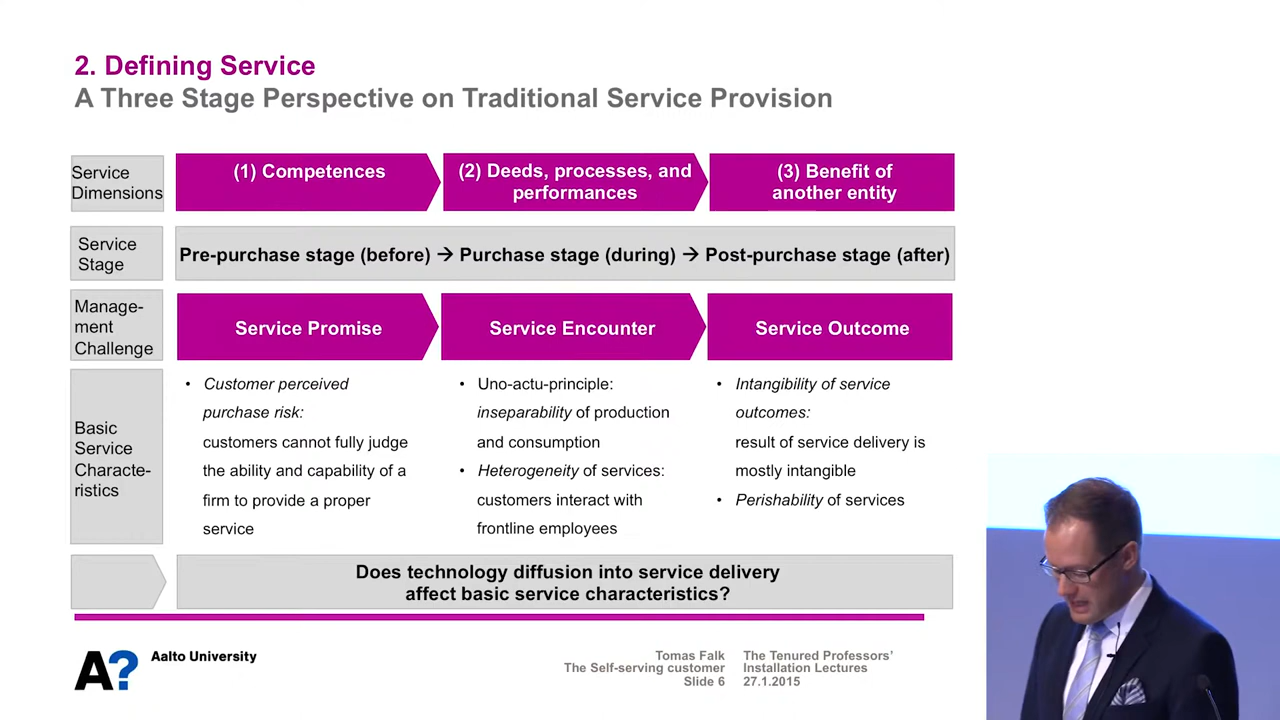 2. Defining Service
A Three Stage Perspective on Traditional Service Provision
Service
Dimensions
(1) Competences
(2) Deeds, processes, and
performances
(3) Benefit of
another entity
Service
Stage
Pre-purchase stage (before) → Purchase stage (during) → Post-purchase stage (after)
Manage-
ment
Challenge
Service Promise
Service Encounter
Service Outcome
Basic
Service
Characte-
ristics
• Customer perceived
purchase risk:
customers cannot fully judge
the ability and capability of a
firm to provide a proper
service
• Uno-actu-principle:
inseparability of production
and consumption
• Heterogeneity of services:
customers interact with
frontline employees
• Intangibility of service
outcomes:
result of service delivery is
mostly intangible
• Perishability of services
Does technology diffusion into service delivery
affect basic service characteristics?
A? Aalto University
Tomas Falk
The Self-serving customer
Slide 6
The Tenured Professors’
Installation Lectures
27.1.2015